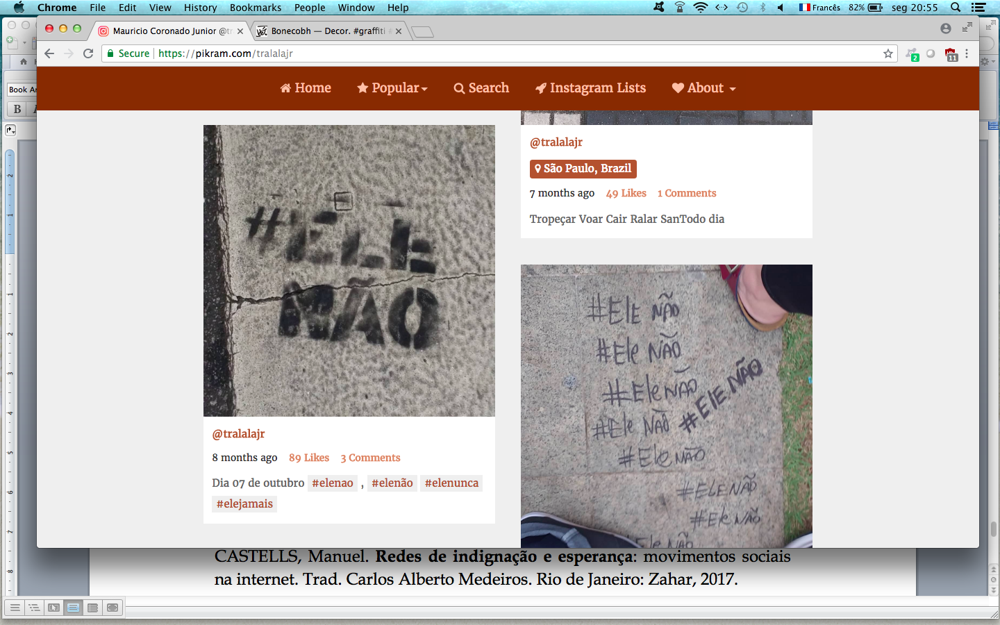 Chrome File Edit View History Bookmarks People Window Help
Francês 82% seg 20:55
Mauricio Coronado Junior @tr
Bonecobh — Decor. #graffiti
Secure https://pikram.com/tralalajr
2
11
Home Popular Search Instagram Lists About
Book An
B
#ELE
NÃO
@tralalajr
8 months ago 89 Likes 3 Comments
Dia 07 de outubro #elenao , #elenão #elenunca
#elejamais
@tralalajr
São Paulo, Brazil
7 months ago 49 Likes 1 Comments
Tropeçar Voar Cair Ralar SanTodo dia
#ElE NÃO
#Ele NÃO
#Ele NÃO
#ElE NÃO
#Ele NÃO
#Ele NÃO
#ELE NÃO
#Ele NÃO
Ele NÃO
CASTELLS, Manuel. Redes de indignação e esperança: movimentos sociais
na internet. Trad. Carlos Alberto Medeiros. Rio de Janeiro: Zahar, 2017.